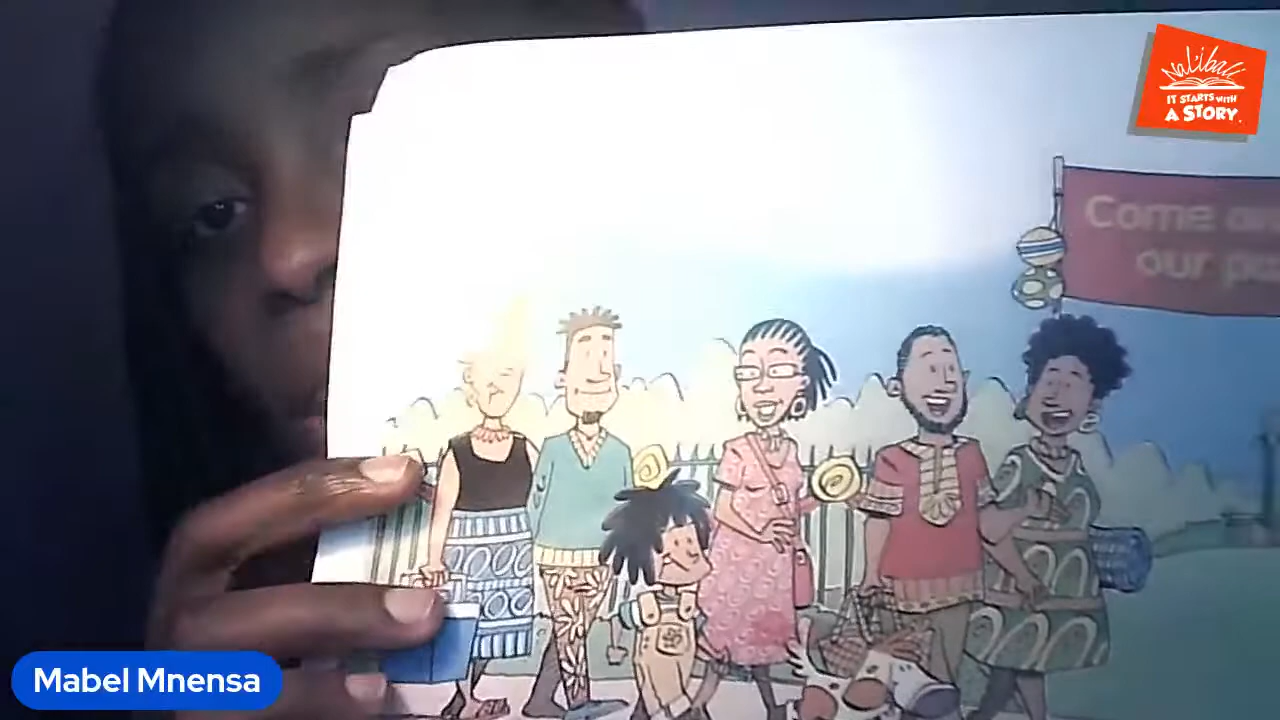 Nal'ibali
IT STARTS WITH
A STORY.
Come
our
Mabel Mnensa